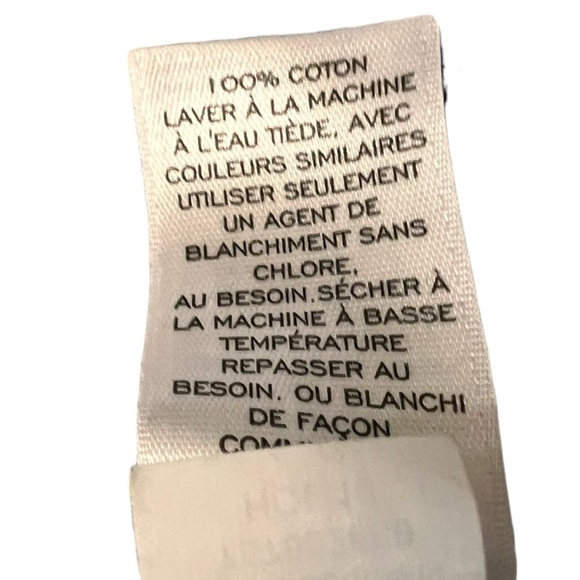 100% COTON
LAVER À LA MACHINE
À L'EAU TIÈDE, AVEC
COULEURS SIMILAIRES
UTILISER SEULEMENT
UN AGENT DE
BLANCHIMENT SANS
CHLORE,
AU BESOIN.SÉCHER À
LA MACHINE À BASSE
TEMPÉRATURE
REPASSER AU
BESOIN. OU BLANCHI
DE FAÇON